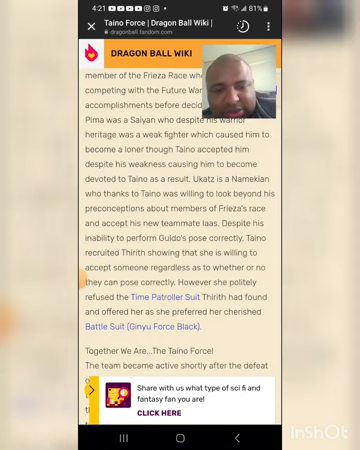 4:21
81%
Taino Force | Dragon Ball Wiki |
dragonball.fandom.com
DRAGON BALL WIKI
member of the Frieza Race who
competing with the Future War
accomplishments before decid
Pima was a Saiyan who despite his warrior
heritage was a weak fighter which caused him to
become a loner though Taino accepted him
despite his weakness causing him to become
devoted to Taino as a result. Ukatz is a Namekian
who thanks to Taino was willing to look beyond his
preconceptions about members of Frieza's race
and accept his new teammate Iaas. Despite his
inability to perform Guldo's pose correctly, Taino
recruited Thirith showing that she is willing to
accept someone regardless as to whether or no
they can pose correctly. However she politely
refused the Time Patroller Suit Thirith had found
and offered her as she preferred her cherished
Battle Suit (Ginyu Force Black).
Together We Are...The Taino Force!
The team became active shortly after the defeat
Share with us what type of sci fi and
fantasy fan you are!
CLICK HERE
InShOt